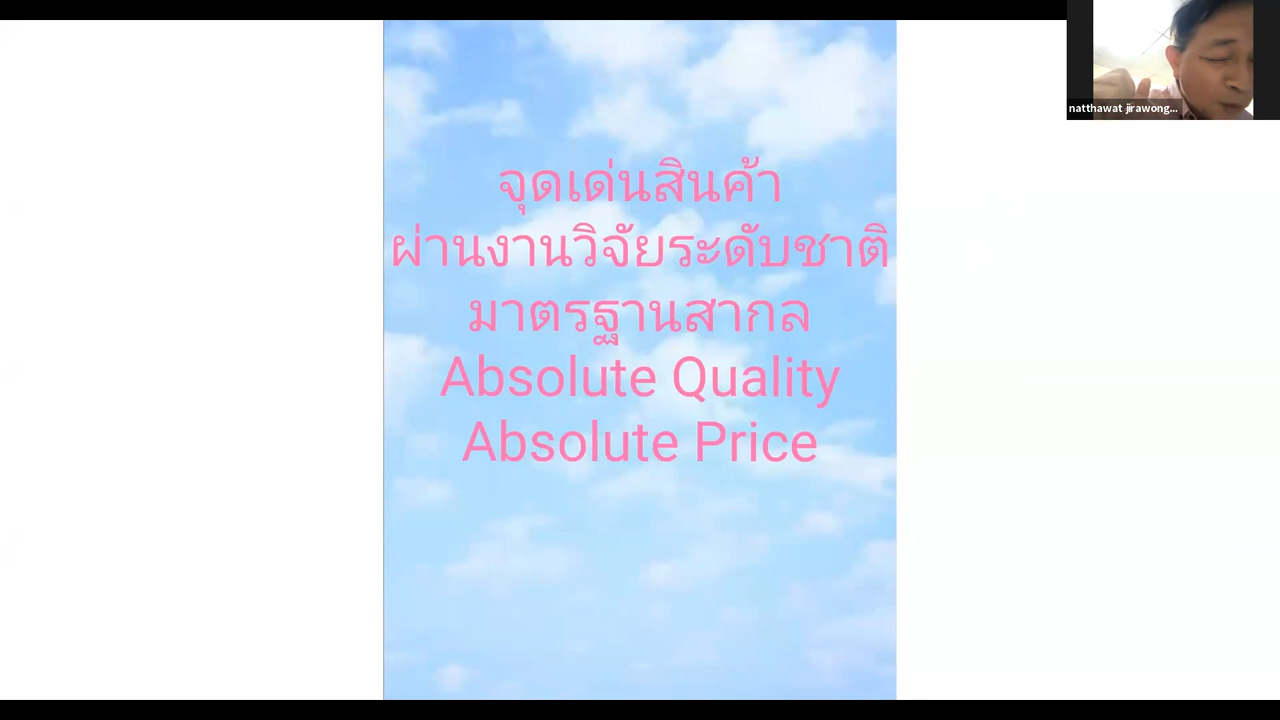 จุดเด่นสินค้า
ผ่านงานวิจัยระดับชาติ
มาตรฐานสากล
Absolute Quality
Absolute Price
natthawat jirawong...